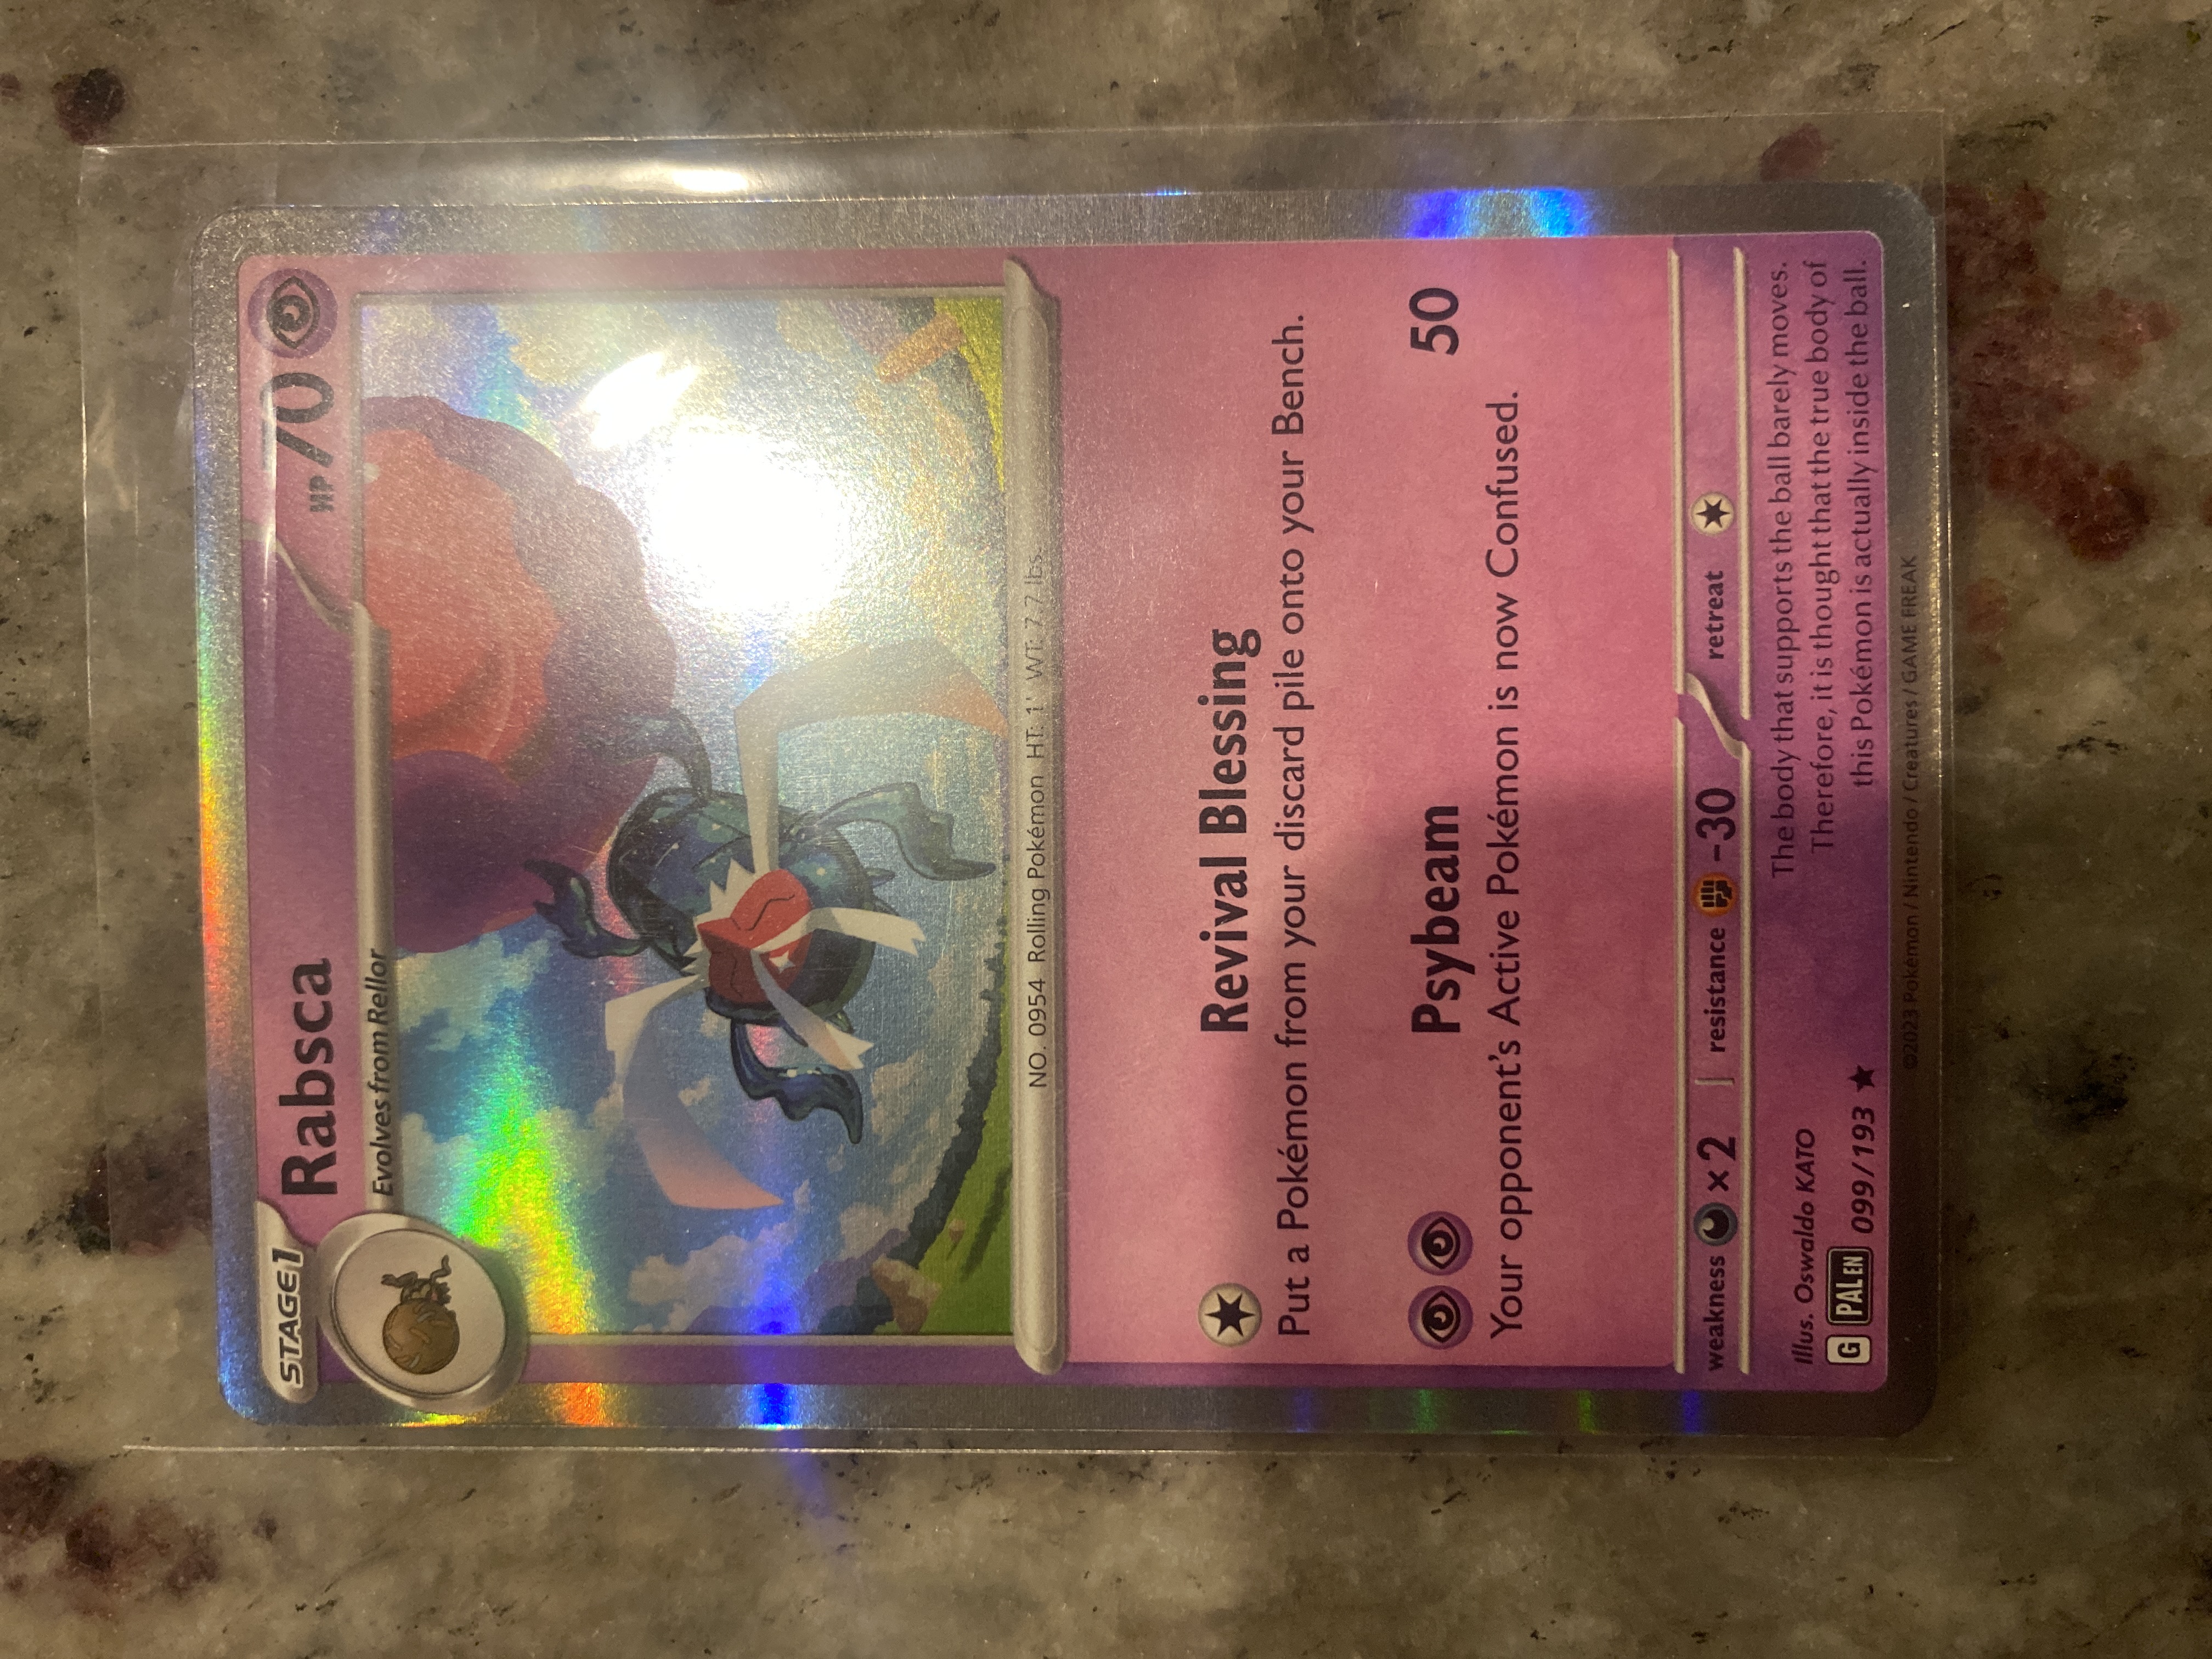 STAGE1
Rabsca
HP 70
Evolves from Rellor
NO. 0954 Rolling Pokémon HT: 1' WT: 7.7 lbs.
Revival Blessing
Put a Pokémon from your discard pile onto your Bench.
Psybeam 50
Your opponent's Active Pokémon is now Confused.
weakness ×2 resistance -30 retreat
Illus. Oswaldo KATO
G PAL EN 099/193 ★
The body that supports the ball barely moves.
Therefore, it is thought that the true body of
this Pokémon is actually inside the ball.
©2023 Pokémon / Nintendo / Creatures / GAME FREAK